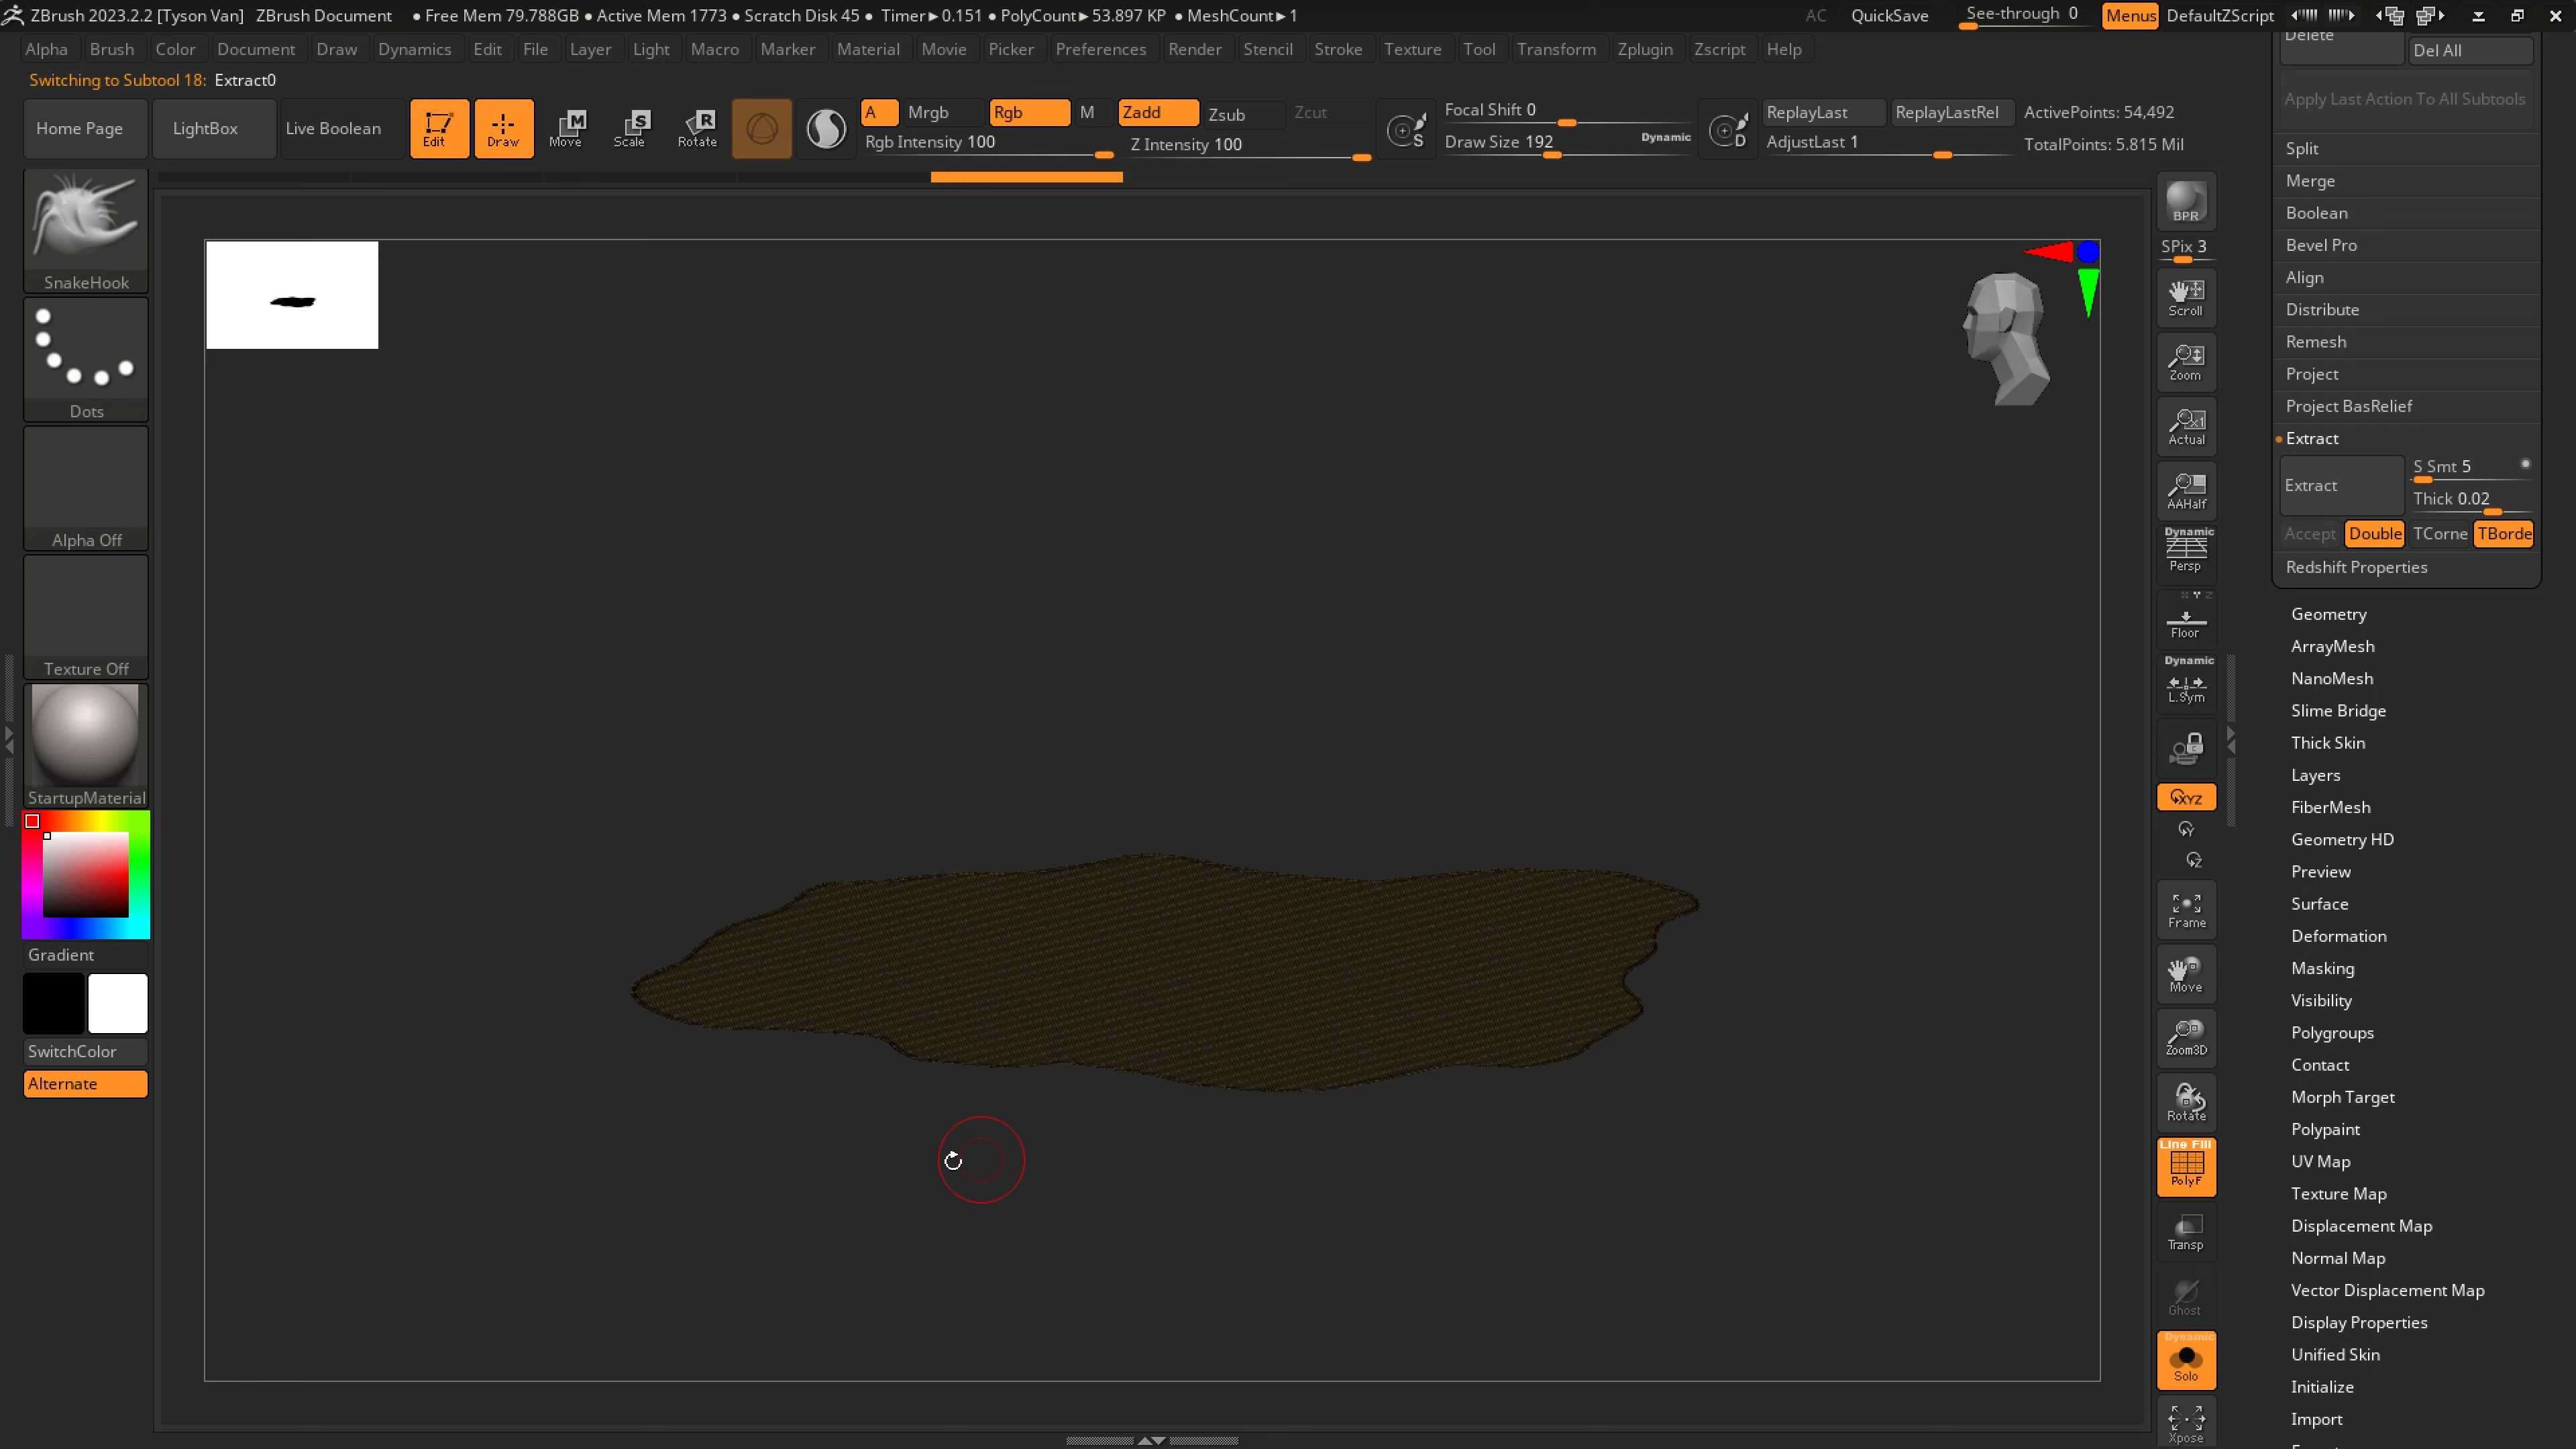 ZBrush 2023.2.2 [Tyson Van] ZBrush Document ● Free Mem 79.788GB ● Active Mem 1773 ● Scratch Disk 45 ● Timer►0.151 ● PolyCount►53.897 KP ● MeshCount►1 AC QuickSave See-through 0 Menus DefaultZScript
Alpha Brush Color Document Draw Dynamics Edit File Layer Light Macro Marker Material Movie Picker Preferences Render Stencil Stroke Texture Tool Transform Zplugin Zscript Help
Switching to Subtool 18: Extract0
Home Page LightBox Live Boolean Edit Draw Move Scale Rotate
M S R
A Mrgb Rgb M Zadd Zsub Zcut
Rgb Intensity 100 Z Intensity 100
S
Focal Shift 0
Draw Size 192 Dynamic
D
ReplayLast ReplayLastRel ActivePoints: 54,492
AdjustLast 1 TotalPoints: 5.815 Mil
SnakeHook
Dots
Alpha Off
Texture Off
StartupMaterial
Gradient
SwitchColor
Alternate
BPR
SPix 3
Scroll
Zoom
x1
Actual
AAHalf
Dynamic
Persp
X Y Z
Floor
Dynamic
L.Sym
XYZ
Y
Z
Frame
Move
Zoom3D
Rotate
Line Fill
PolyF
Transp
Ghost
Dynamic
Solo
Xpose
Delete Del All
Apply Last Action To All Subtools
Split
Merge
Boolean
Bevel Pro
Align
Distribute
Remesh
Project
Project BasRelief
Extract
Extract S Smt 5
Thick 0.02
Accept Double TCorne TBorde
Redshift Properties
Geometry
ArrayMesh
NanoMesh
Slime Bridge
Thick Skin
Layers
FiberMesh
Geometry HD
Preview
Surface
Deformation
Masking
Visibility
Polygroups
Contact
Morph Target
Polypaint
UV Map
Texture Map
Displacement Map
Normal Map
Vector Displacement Map
Display Properties
Unified Skin
Initialize
Import